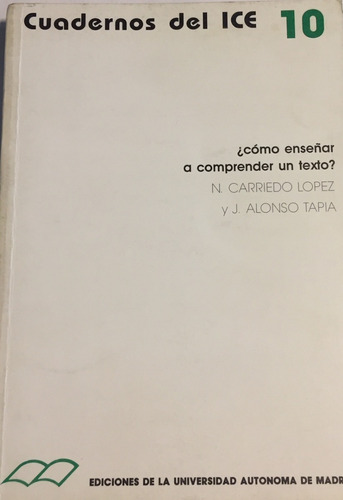 Cuadernos del ICE 10
¿cómo enseñar
a comprender un texto?
N. CARRIEDO LOPEZ
y J. ALONSO TAPIA
EDICIONES DE LA UNIVERSIDAD AUTONOMA DE MADR